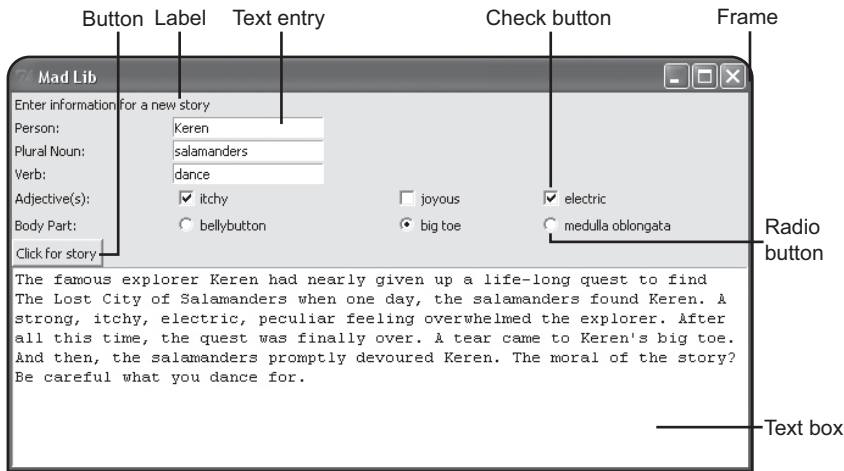 Button Label Text entry Check button Frame
Mad Lib
Enter information for a new story
Person: Keren
Plural Noun: salamanders
Verb: dance
Adjective(s): itchy joyous electric
Body Part: bellybutton big toe medulla oblongata
Radio
button
Click for story
The famous explorer Keren had nearly given up a life-long quest to find
The Lost City of Salamanders when one day, the salamanders found Keren. A
strong, itchy, electric, peculiar feeling overwhelmed the explorer. After
all this time, the quest was finally over. A tear came to Keren's big toe.
And then, the salamanders promptly devoured Keren. The moral of the story?
Be careful what you dance for.
Text box